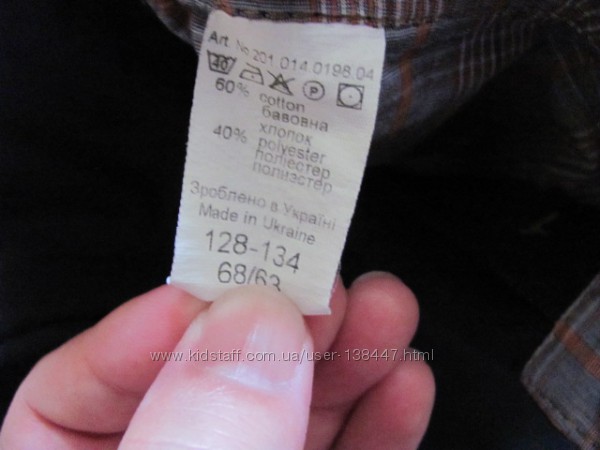 Art. № 201 014 0198.04
40 P
60% cotton
бавовна
хлопок
40% polyester
поліестер
полиэстер
Зроблено в Україні
Made in Ukraine
128-134
68/63
www.kidstaff.com.ua/user-138447.html